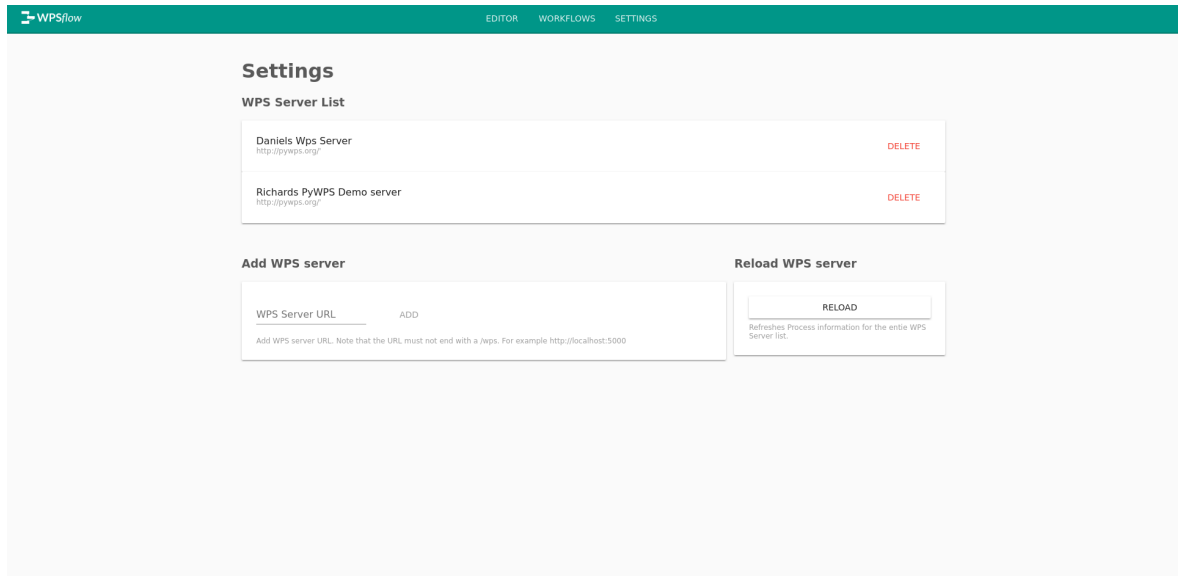 WPSflow
EDITOR WORKFLOWS SETTINGS
Settings
WPS Server List
Daniels Wps Server
http://pywps.org/'
DELETE
Richards PyWPS Demo server
http://pywps.org/'
DELETE
Add WPS server
WPS Server URL ADD
Add WPS server URL. Note that the URL must not end with a /wps. For example http://localhost:5000
Reload WPS server
RELOAD
Refreshes Process information for the entie WPS
Server list.